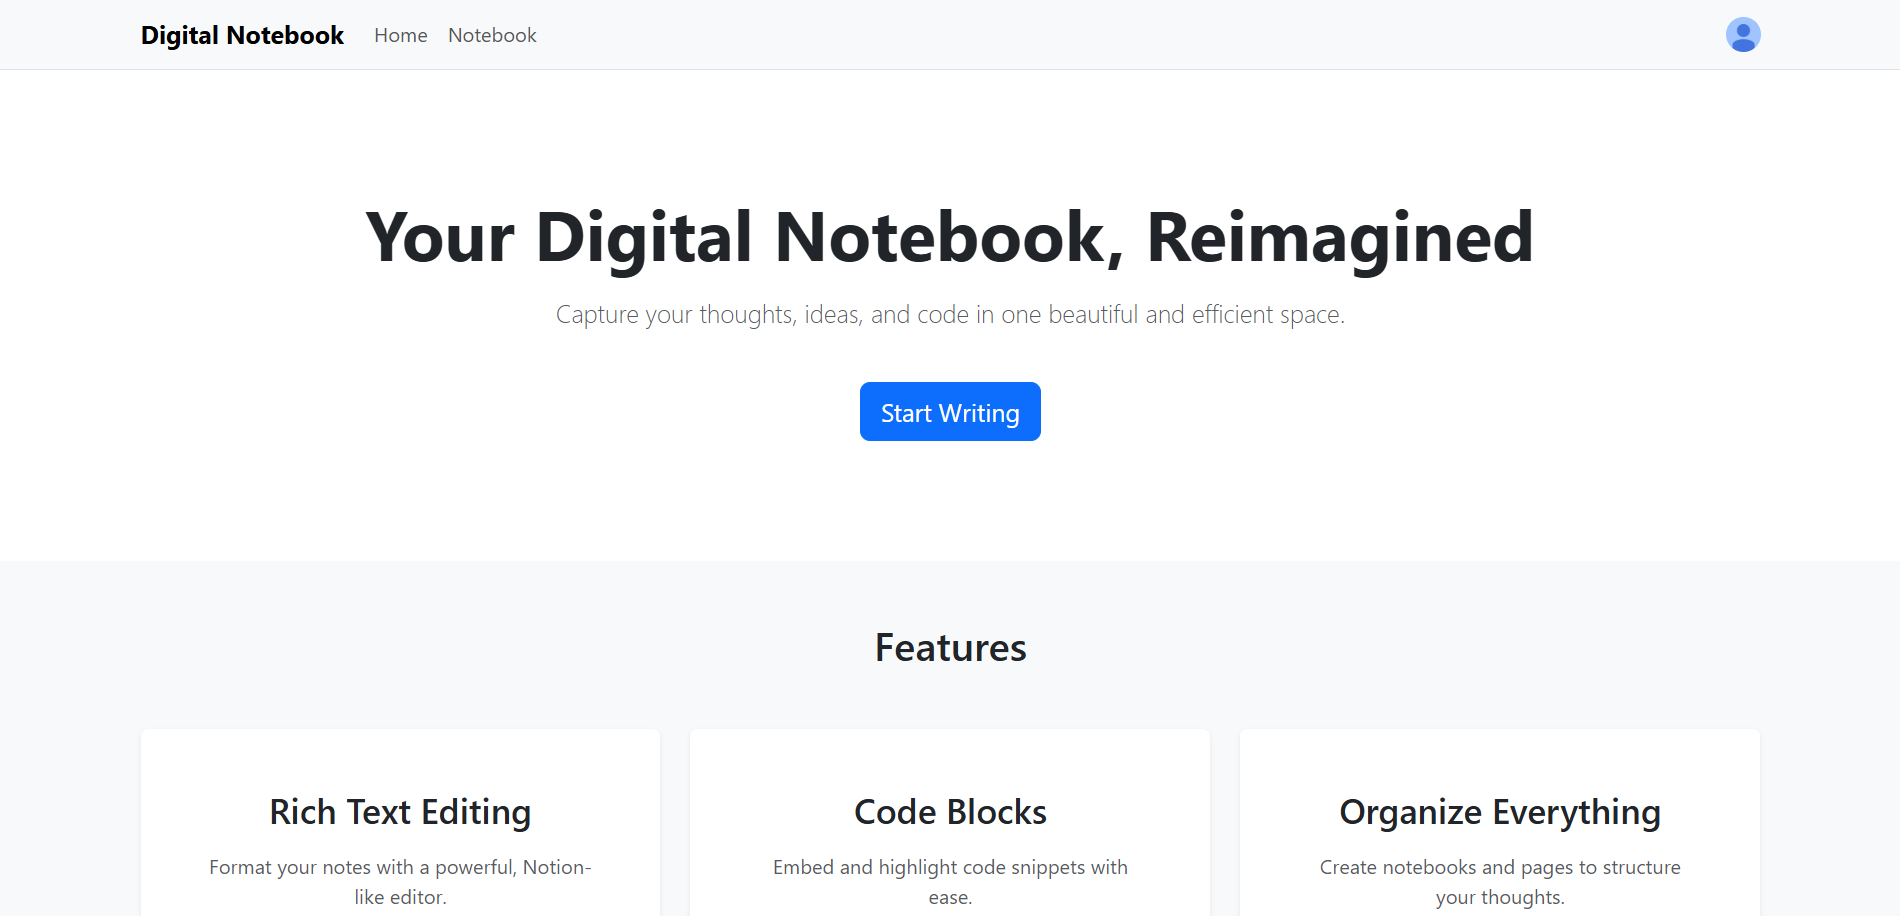 Digital Notebook Home Notebook
Your Digital Notebook, Reimagined
Capture your thoughts, ideas, and code in one beautiful and efficient space.
Start Writing
Features
Rich Text Editing
Format your notes with a powerful, Notion-
like editor.
Code Blocks
Embed and highlight code snippets with
ease.
Organize Everything
Create notebooks and pages to structure
your thoughts.